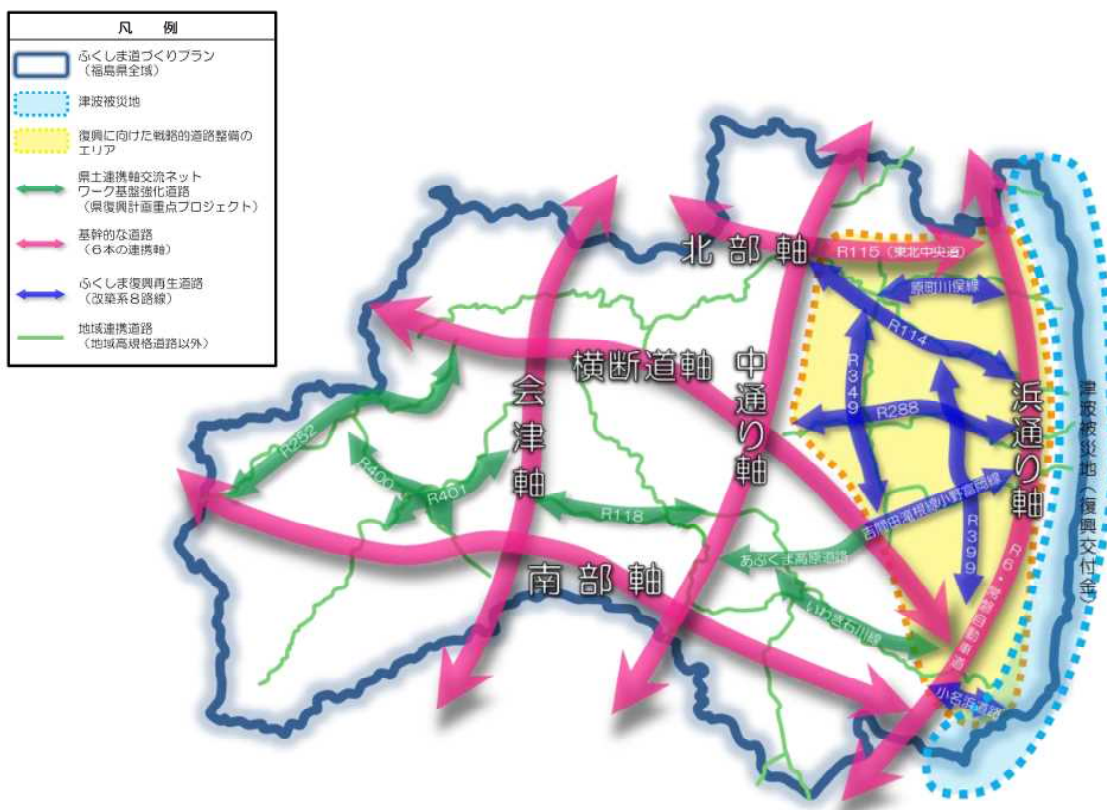 凡　例
ふくしま道づくりプラン
（福島県全域）
津波被災地
復興に向けた戦略的道路整備の
エリア
県土連携軸交流ネット
ワーク基盤強化道路
（県復興計画重点プロジェクト）
基幹的な道路
（６本の連携軸）
ふくしま復興再生道路
（改築系８路線）
地域連携道路
（地域高規格道路以外）
北部軸
R115（東北中央道）
原町川俣線
R114
横断道軸
中通り軸
会津軸
R349
R288
浜通り軸
津波被災地（復興交付金）
R252
R400
R401
R118
吉間田滝根線小野富岡線
あぶくま高原道路
R399
南部軸
いわき石川線
R6・常磐自動車道
小名浜道路